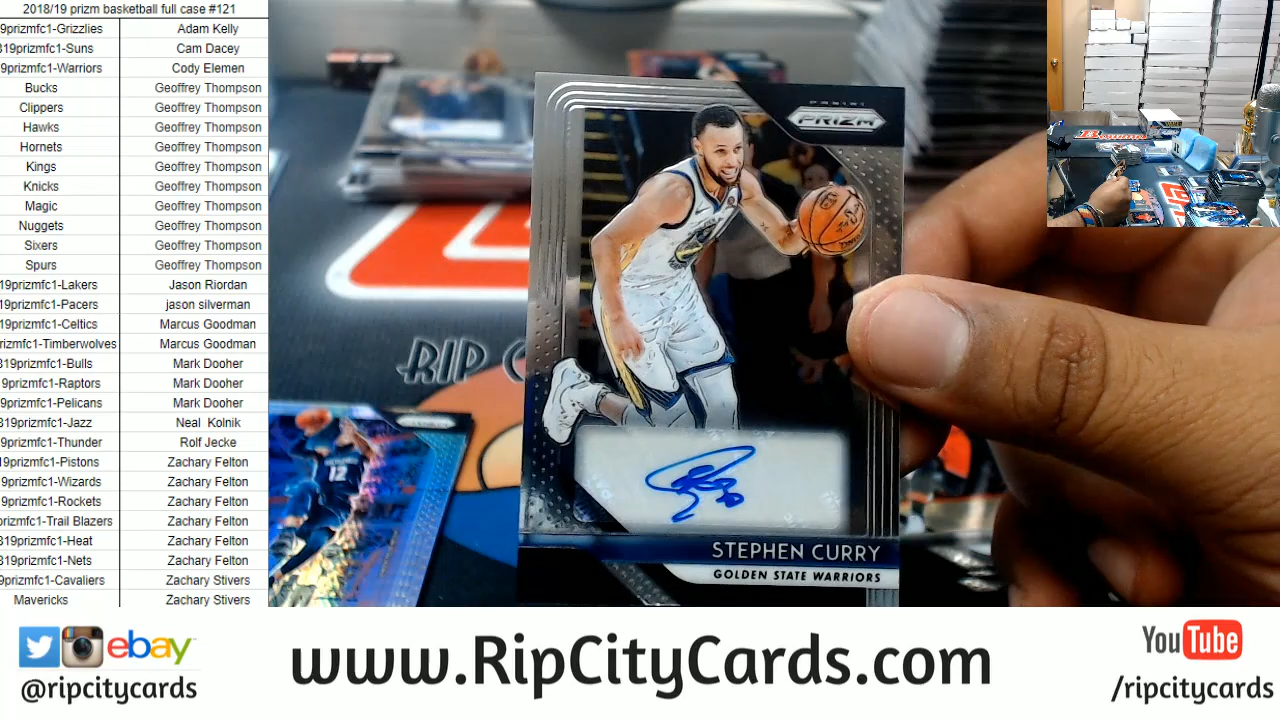 2018/19 prizm basketball full case #121
9prizmfc1-Grizzlies Adam Kelly
319prizmfc1-Suns Cam Dacey
9prizmfc1-Warriors Cody Elemen
Bucks Geoffrey Thompson
Clippers Geoffrey Thompson
Hawks Geoffrey Thompson
Hornets Geoffrey Thompson
Kings Geoffrey Thompson
Knicks Geoffrey Thompson
Magic Geoffrey Thompson
Nuggets Geoffrey Thompson
Sixers Geoffrey Thompson
Spurs Geoffrey Thompson
19prizmfc1-Lakers Jason Riordan
19prizmfc1-Pacers jason silverman
19prizmfc1-Celtics Marcus Goodman
rizmfc1-Timberwolves Marcus Goodman
319prizmfc1-Bulls Mark Dooher
9prizmfc1-Raptors Mark Dooher
9prizmfc1-Pelicans Mark Dooher
319prizmfc1-Jazz Neal Kolnik
9prizmfc1-Thunder Rolf Jecke
19prizmfc1-Pistons Zachary Felton
9prizmfc1-Wizards Zachary Felton
9prizmfc1-Rockets Zachary Felton
prizmfc1-Trail Blazers Zachary Felton
319prizmfc1-Heat Zachary Felton
319prizmfc1-Nets Zachary Felton
9prizmfc1-Cavaliers Zachary Stivers
Mavericks Zachary Stivers
PANINI
PRIZM
RIP C
12
STEPHEN CURRY
GOLDEN STATE WARRIORS
ebay
@ripcitycards
www.RipCityCards.com
YouTube
/ripcitycards